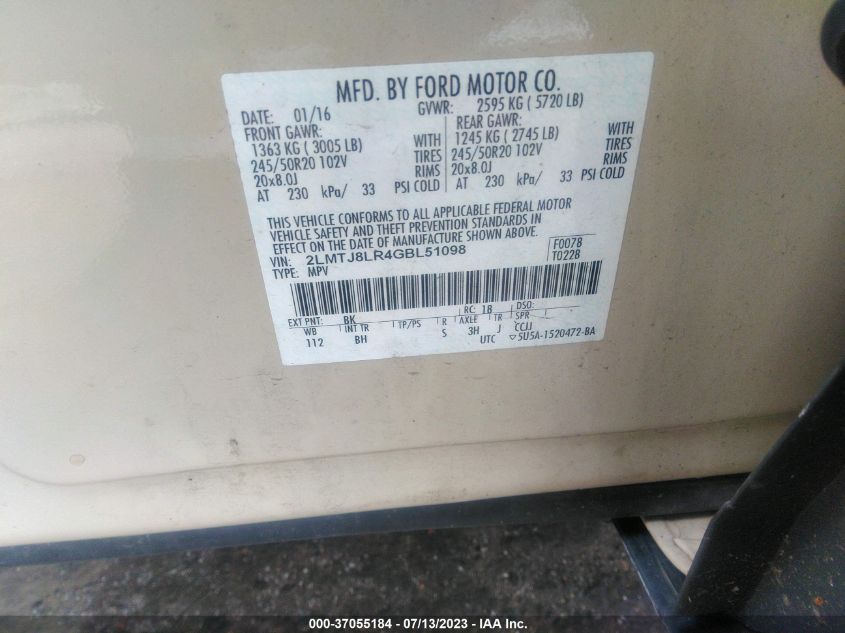 MFD. BY FORD MOTOR CO.
DATE: 01/16 GVWR: 2595 KG ( 5720 LB)
FRONT GAWR: REAR GAWR:
1363 KG ( 3005 LB) WITH 1245 KG ( 2745 LB) WITH
245/50R20 102V TIRES 245/50R20 102V TIRES
20x8.0J RIMS 20x8.0J RIMS
AT 230 kPa/ 33 PSI COLD AT 230 kPa/ 33 PSI COLD
THIS VEHICLE CONFORMS TO ALL APPLICABLE FEDERAL MOTOR
VEHICLE SAFETY AND THEFT PREVENTION STANDARDS IN
EFFECT ON THE DATE OF MANUFACTURE SHOWN ABOVE.
VIN: 2LMTJ8LR4GBL51098 F0078
TYPE: MPV T0228
EXT PNT: BK RC: 18 DSO:
WB INT TR TP/PS R AXLE TR SPR
112 BH S 3H J CCJJ
UTC ▽5U5A-1520472-BA
000-37055184 - 07/13/2023 - IAA Inc.